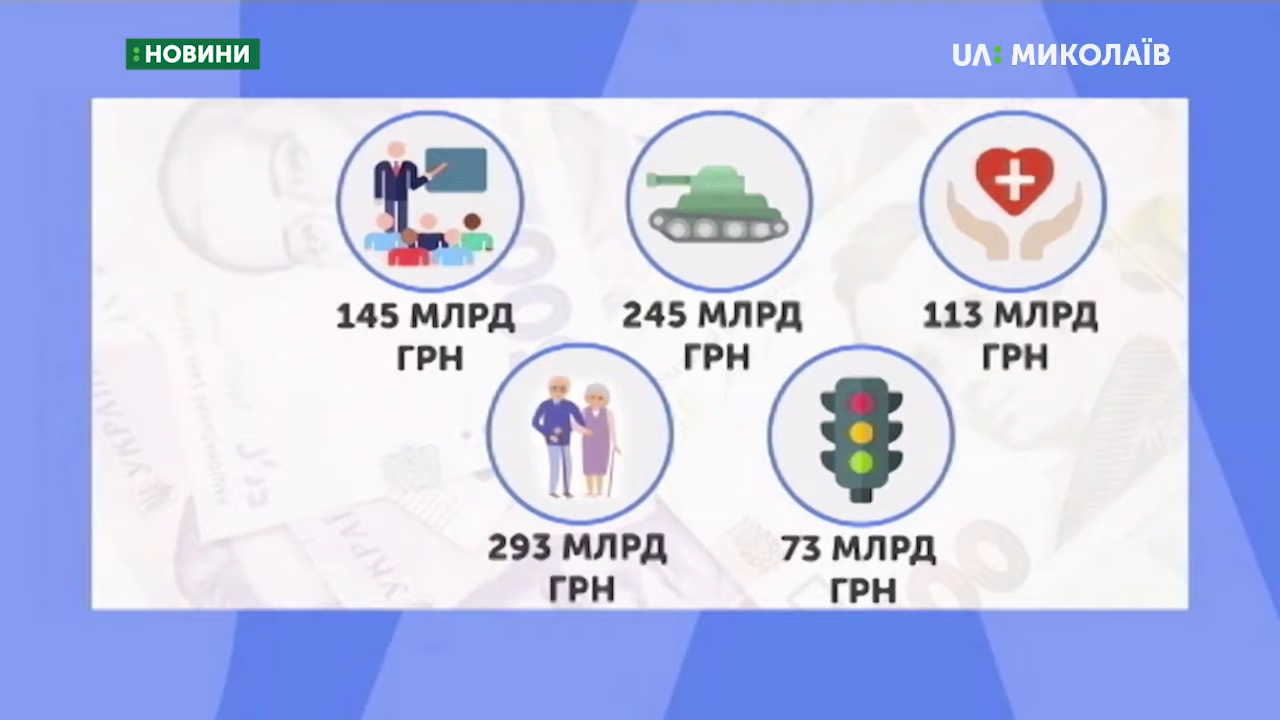 :НОВИНИ
UA: МИКОЛАЇВ
145 МЛРД
ГРН
245 МЛРД
ГРН
113 МЛРД
ГРН
293 МЛРД
ГРН
73 МЛРД
ГРН